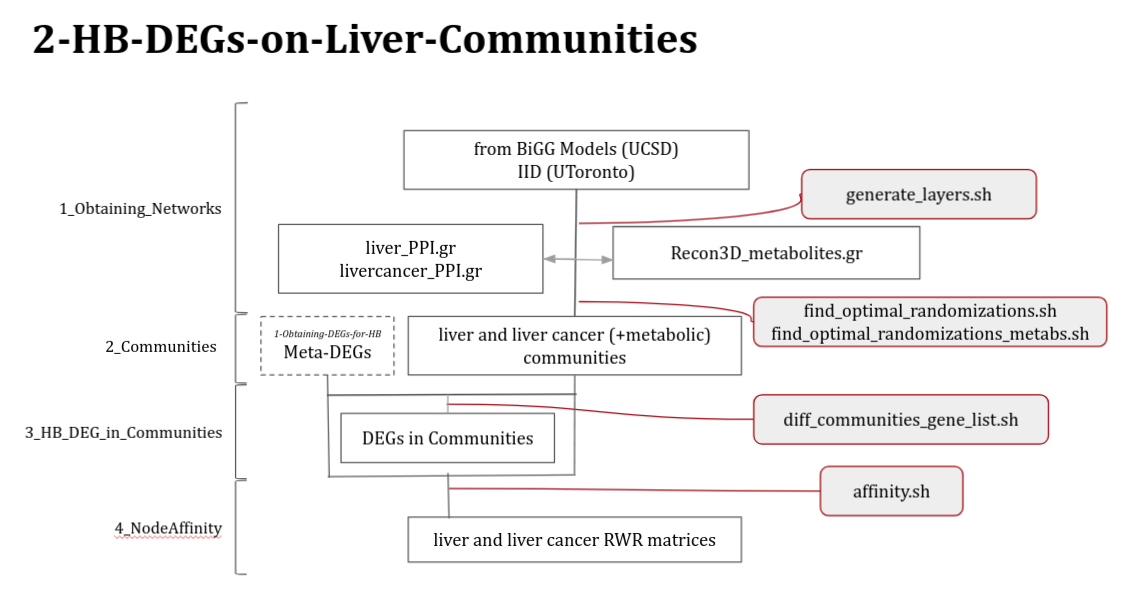 2-HB-DEGs-on-Liver-Communities
from BiGG Models (UCSD)
IID (UToronto)
1_Obtaining_Networks
generate_layers.sh
liver_PPI.gr
livercancer_PPI.gr
Recon3D_metabolites.gr
find_optimal_randomizations.sh
find_optimal_randomizations_metabs.sh
2_Communities
1-Obtaining-DEGs-for-HB
Meta-DEGs
liver and liver cancer (+metabolic)
communities
3_HB_DEG_in_Communities
DEGs in Communities
diff_communities_gene_list.sh
affinity.sh
4_NodeAffinity
liver and liver cancer RWR matrices